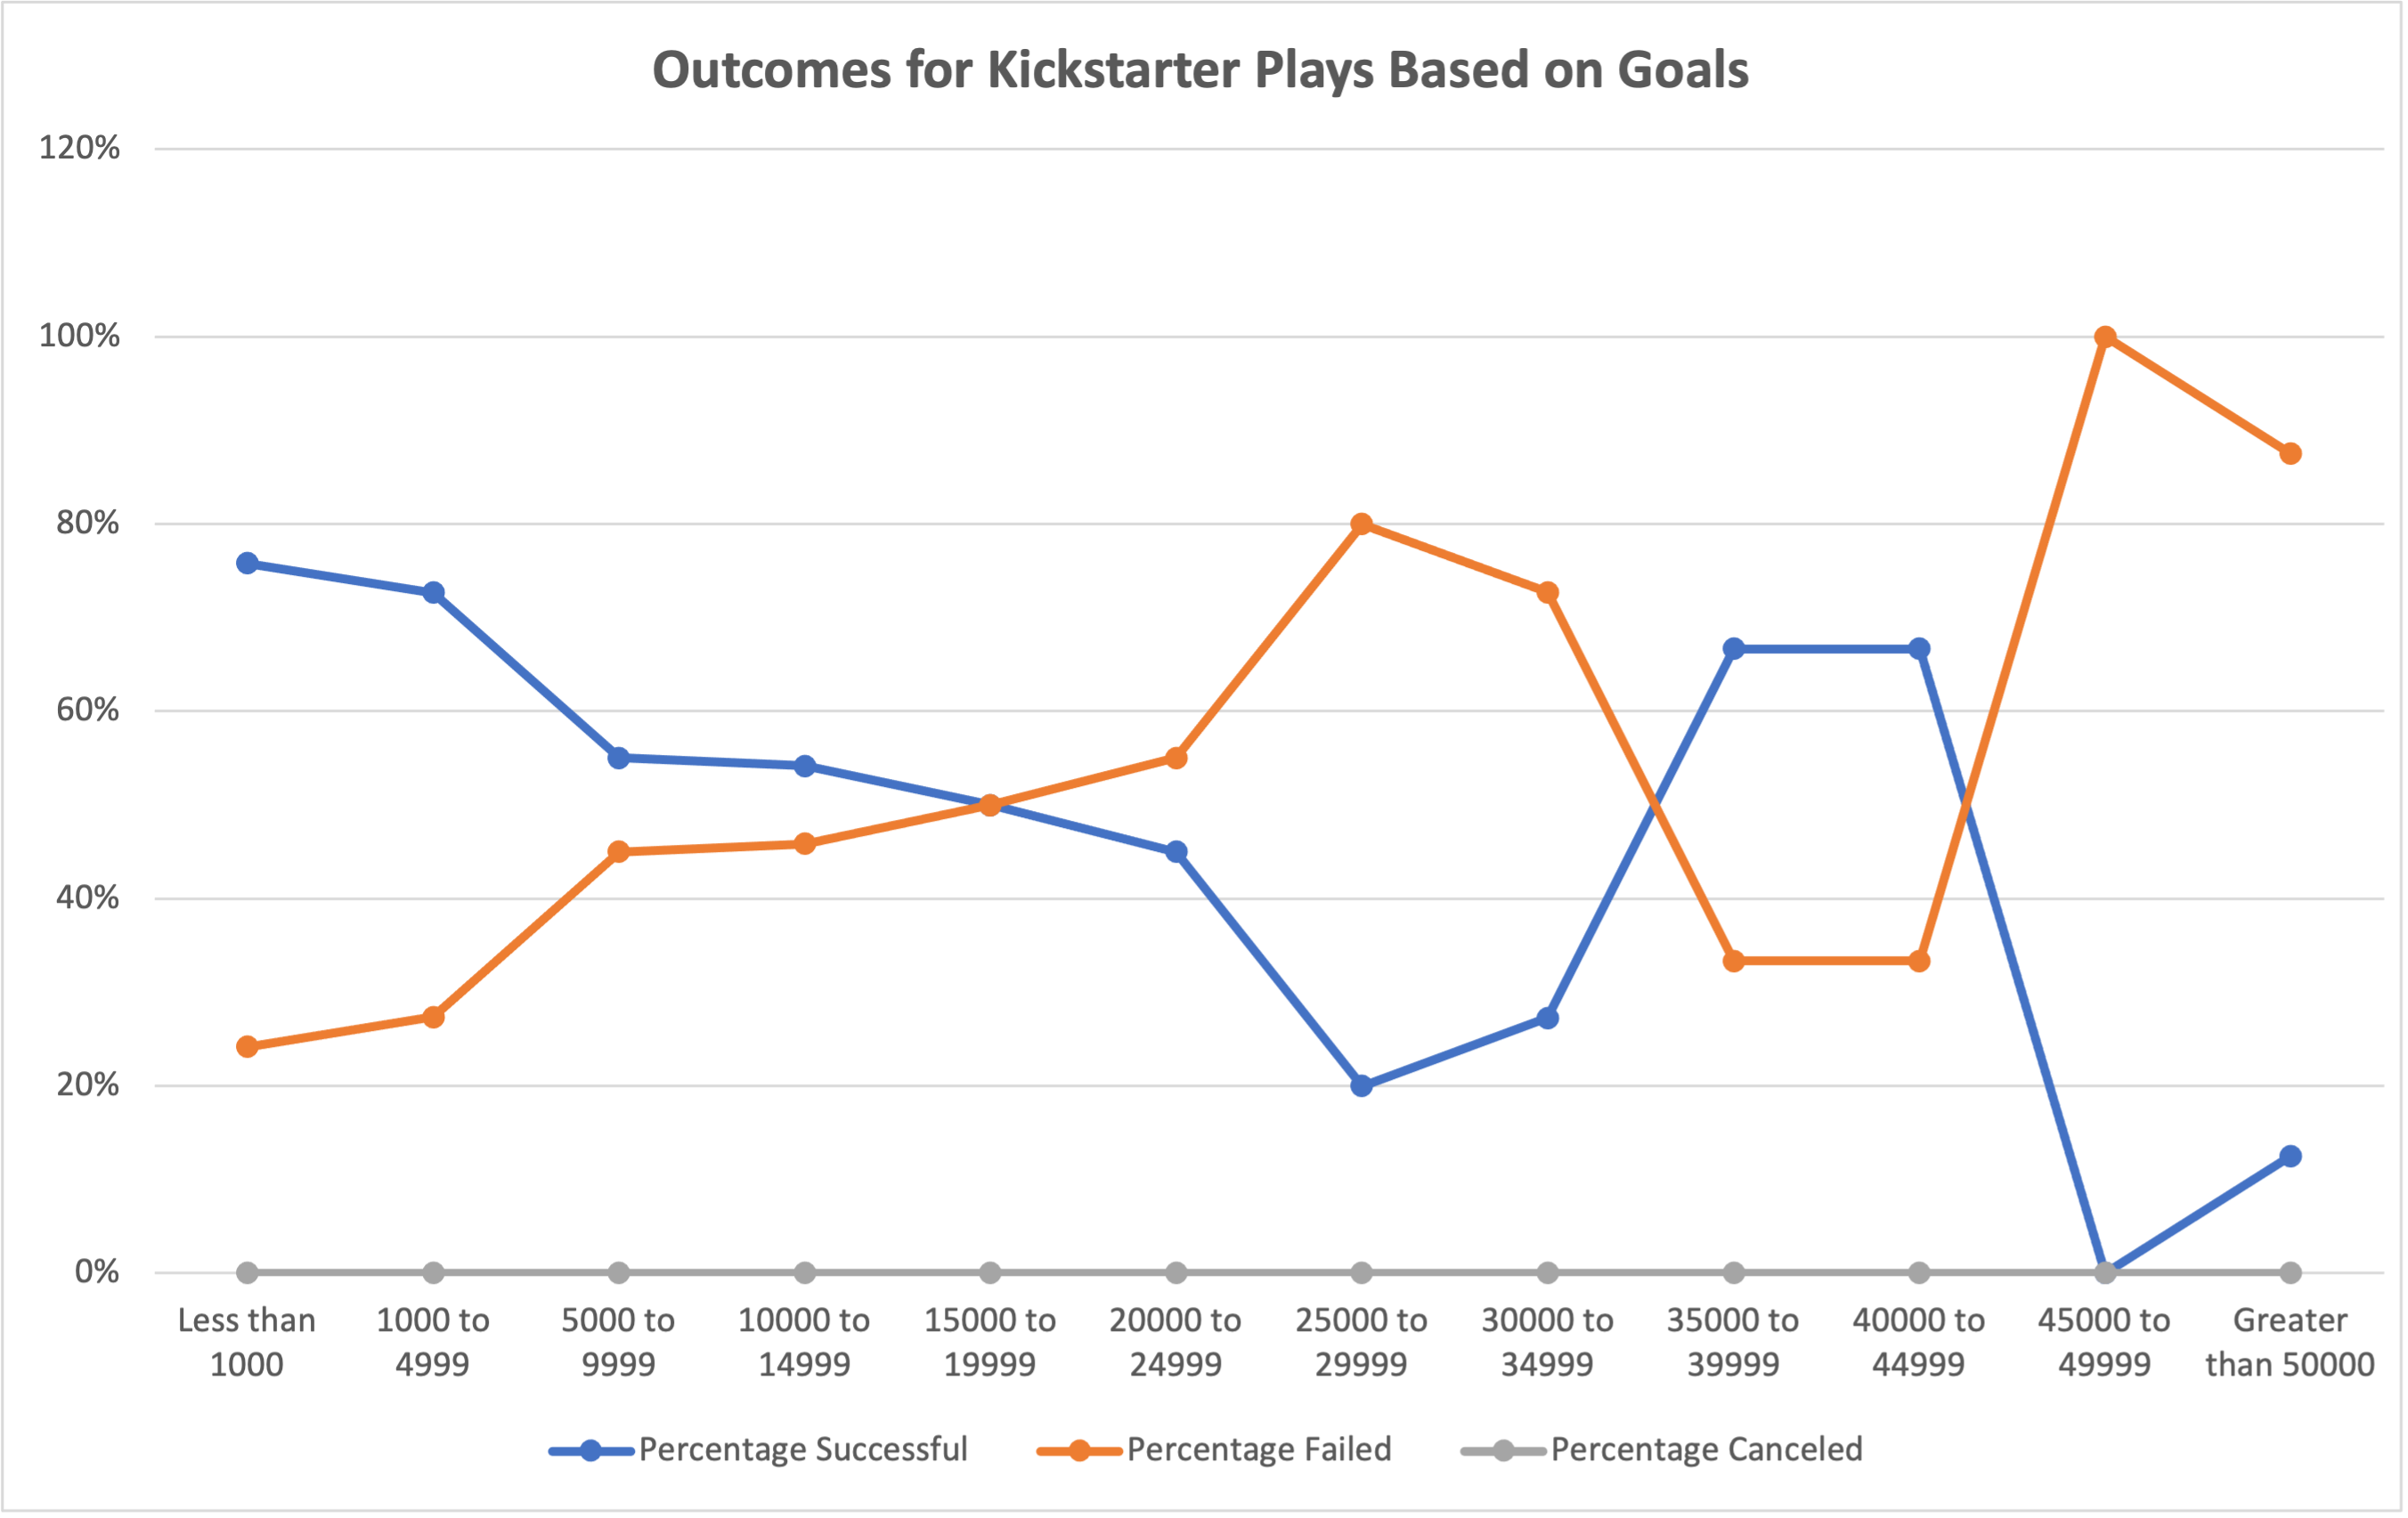 Outcomes for Kickstarter Plays Based on Goals
120%
100%
80%
60%
40%
20%
0%
Less than 1000
1000 to 4999
5000 to 9999
10000 to 14999
15000 to 19999
20000 to 24999
25000 to 29999
30000 to 34999
35000 to 39999
40000 to 44999
45000 to 49999
Greater than 50000
Percentage Successful
Percentage Failed
Percentage Canceled